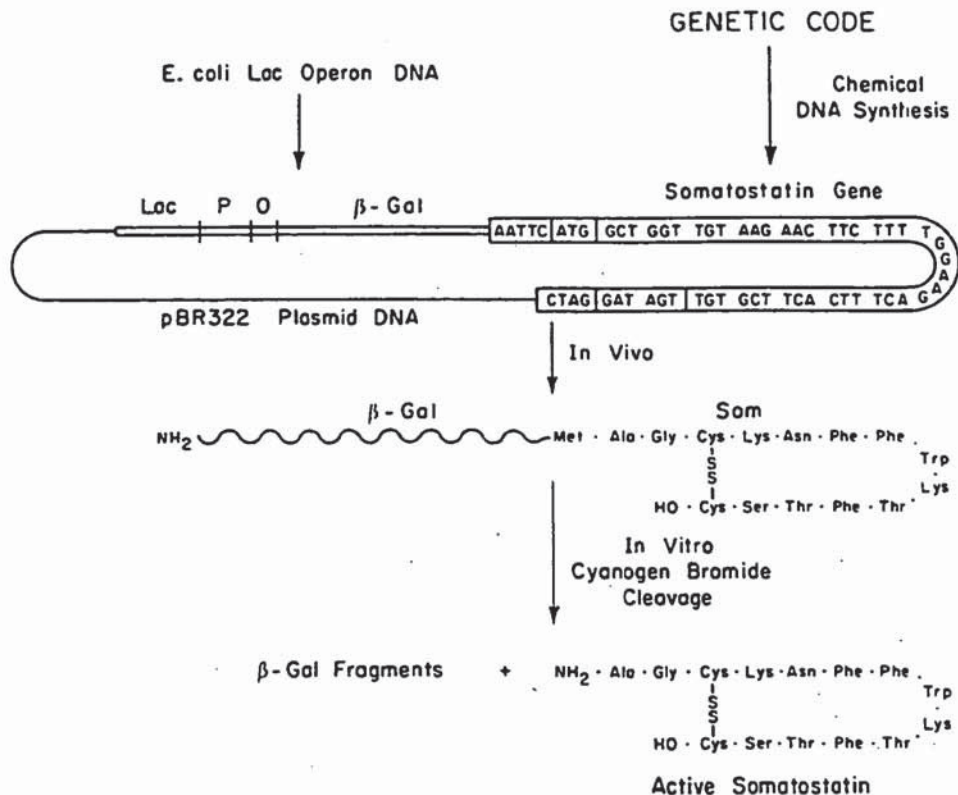 GENETIC CODE
E. coli Lac Operon DNA
Chemical
DNA Synthesis
Somatostatin Gene
Lac P O β-Gal
AATTC ATG GCT GGT TGT AAG AAC TTC TTT
T G G A A G
CTAG GAT AGT TGT GCT TCA CTT TCA
pBR322 Plasmid DNA
In Vivo
β-Gal
Som
NH2 Met · Ala · Gly · Cys · Lys · Asn · Phe · Phe ·
Trp
S
S
Lys
HO · Cys · Ser · Thr · Phe · Thr
In Vitro
Cyanogen Bromide
Cleavage
β-Gal Fragments + NH2 · Ala · Gly · Cys · Lys · Asn · Phe · Phe ·
Trp
S
S
Lys
HO · Cys · Ser · Thr · Phe · Thr
Active Somatostatin